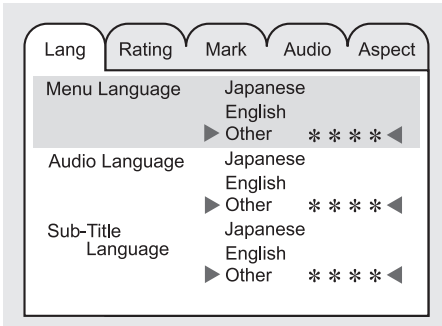 Lang Rating Mark Audio Aspect
Menu Language Japanese
English
Other ****
Audio Language Japanese
English
Other ****
Sub-Title Japanese
Language English
Other ****